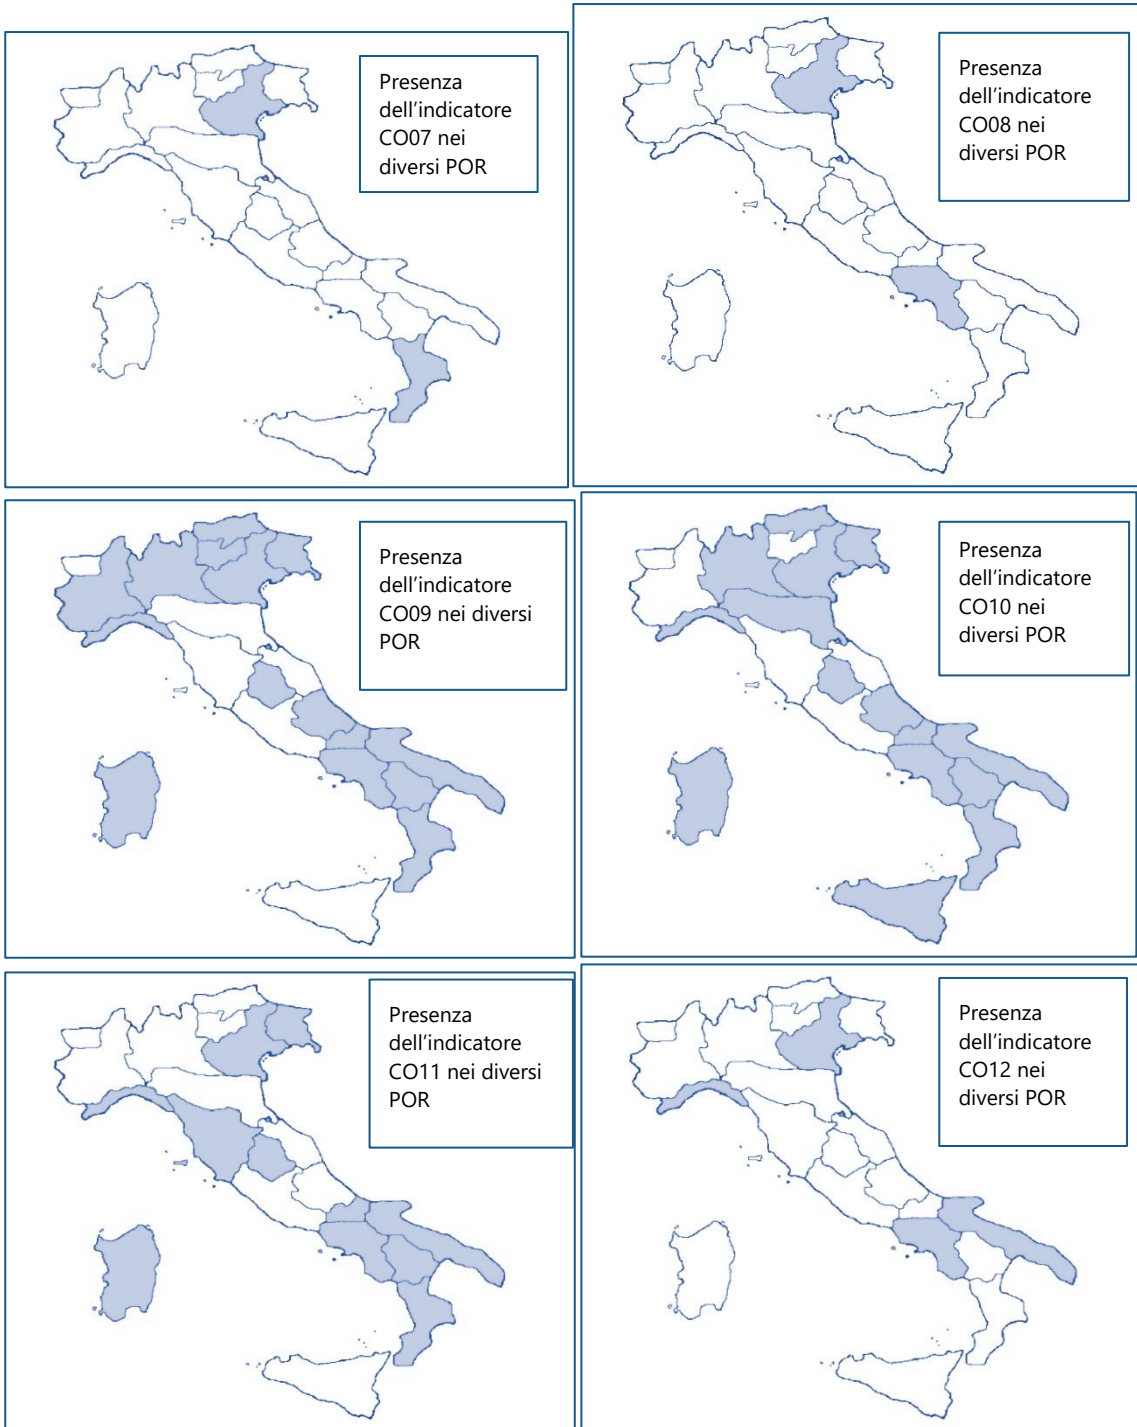 Presenza
dell'indicatore
CO07 nei
diversi POR
Presenza
dell'indicatore
CO08 nei
diversi POR
Presenza
dell'indicatore
CO09 nei diversi
POR
Presenza
dell'indicatore
CO10 nei
diversi POR
Presenza
dell'indicatore
CO11 nei diversi
POR
Presenza
dell'indicatore
CO12 nei
diversi POR